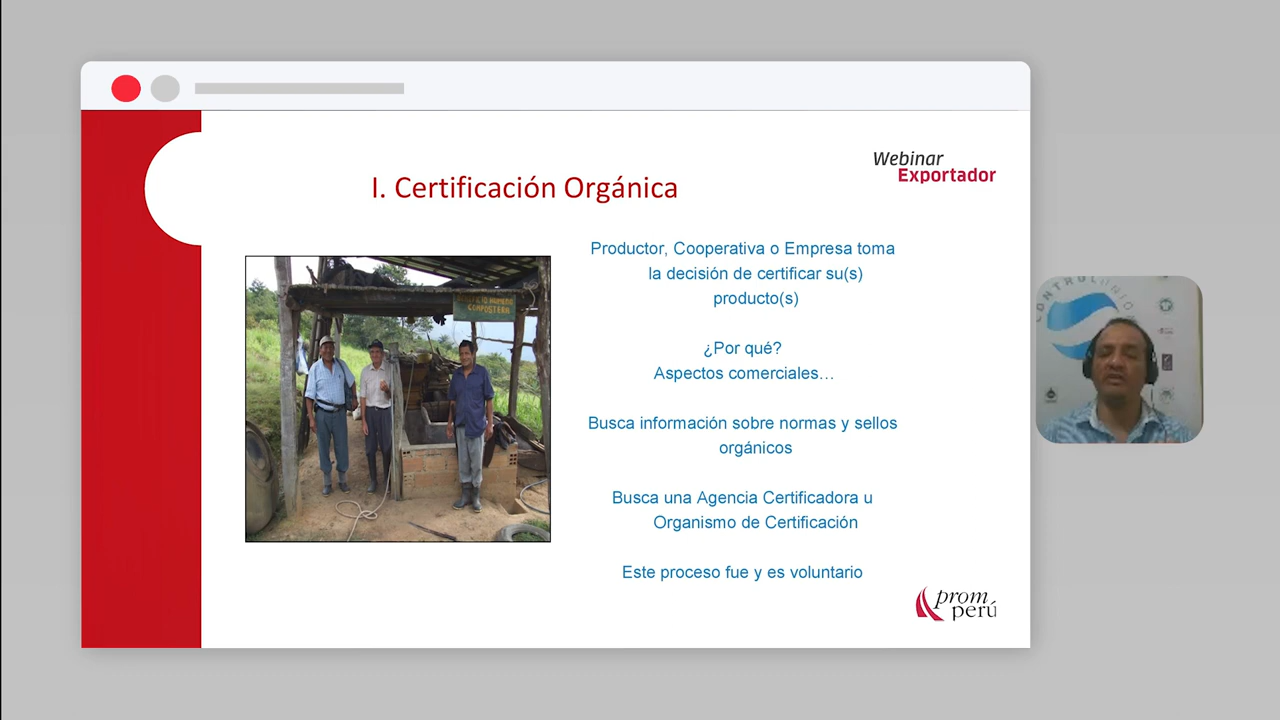 Webinar
Exportador
I. Certificación Orgánica
Productor, Cooperativa o Empresa toma
la decisión de certificar su(s)
producto(s)
¿Por qué?
Aspectos comerciales…
Busca información sobre normas y sellos
orgánicos
Busca una Agencia Certificadora u
Organismo de Certificación
Este proceso fue y es voluntario
prom
perú
COMPOSTERA